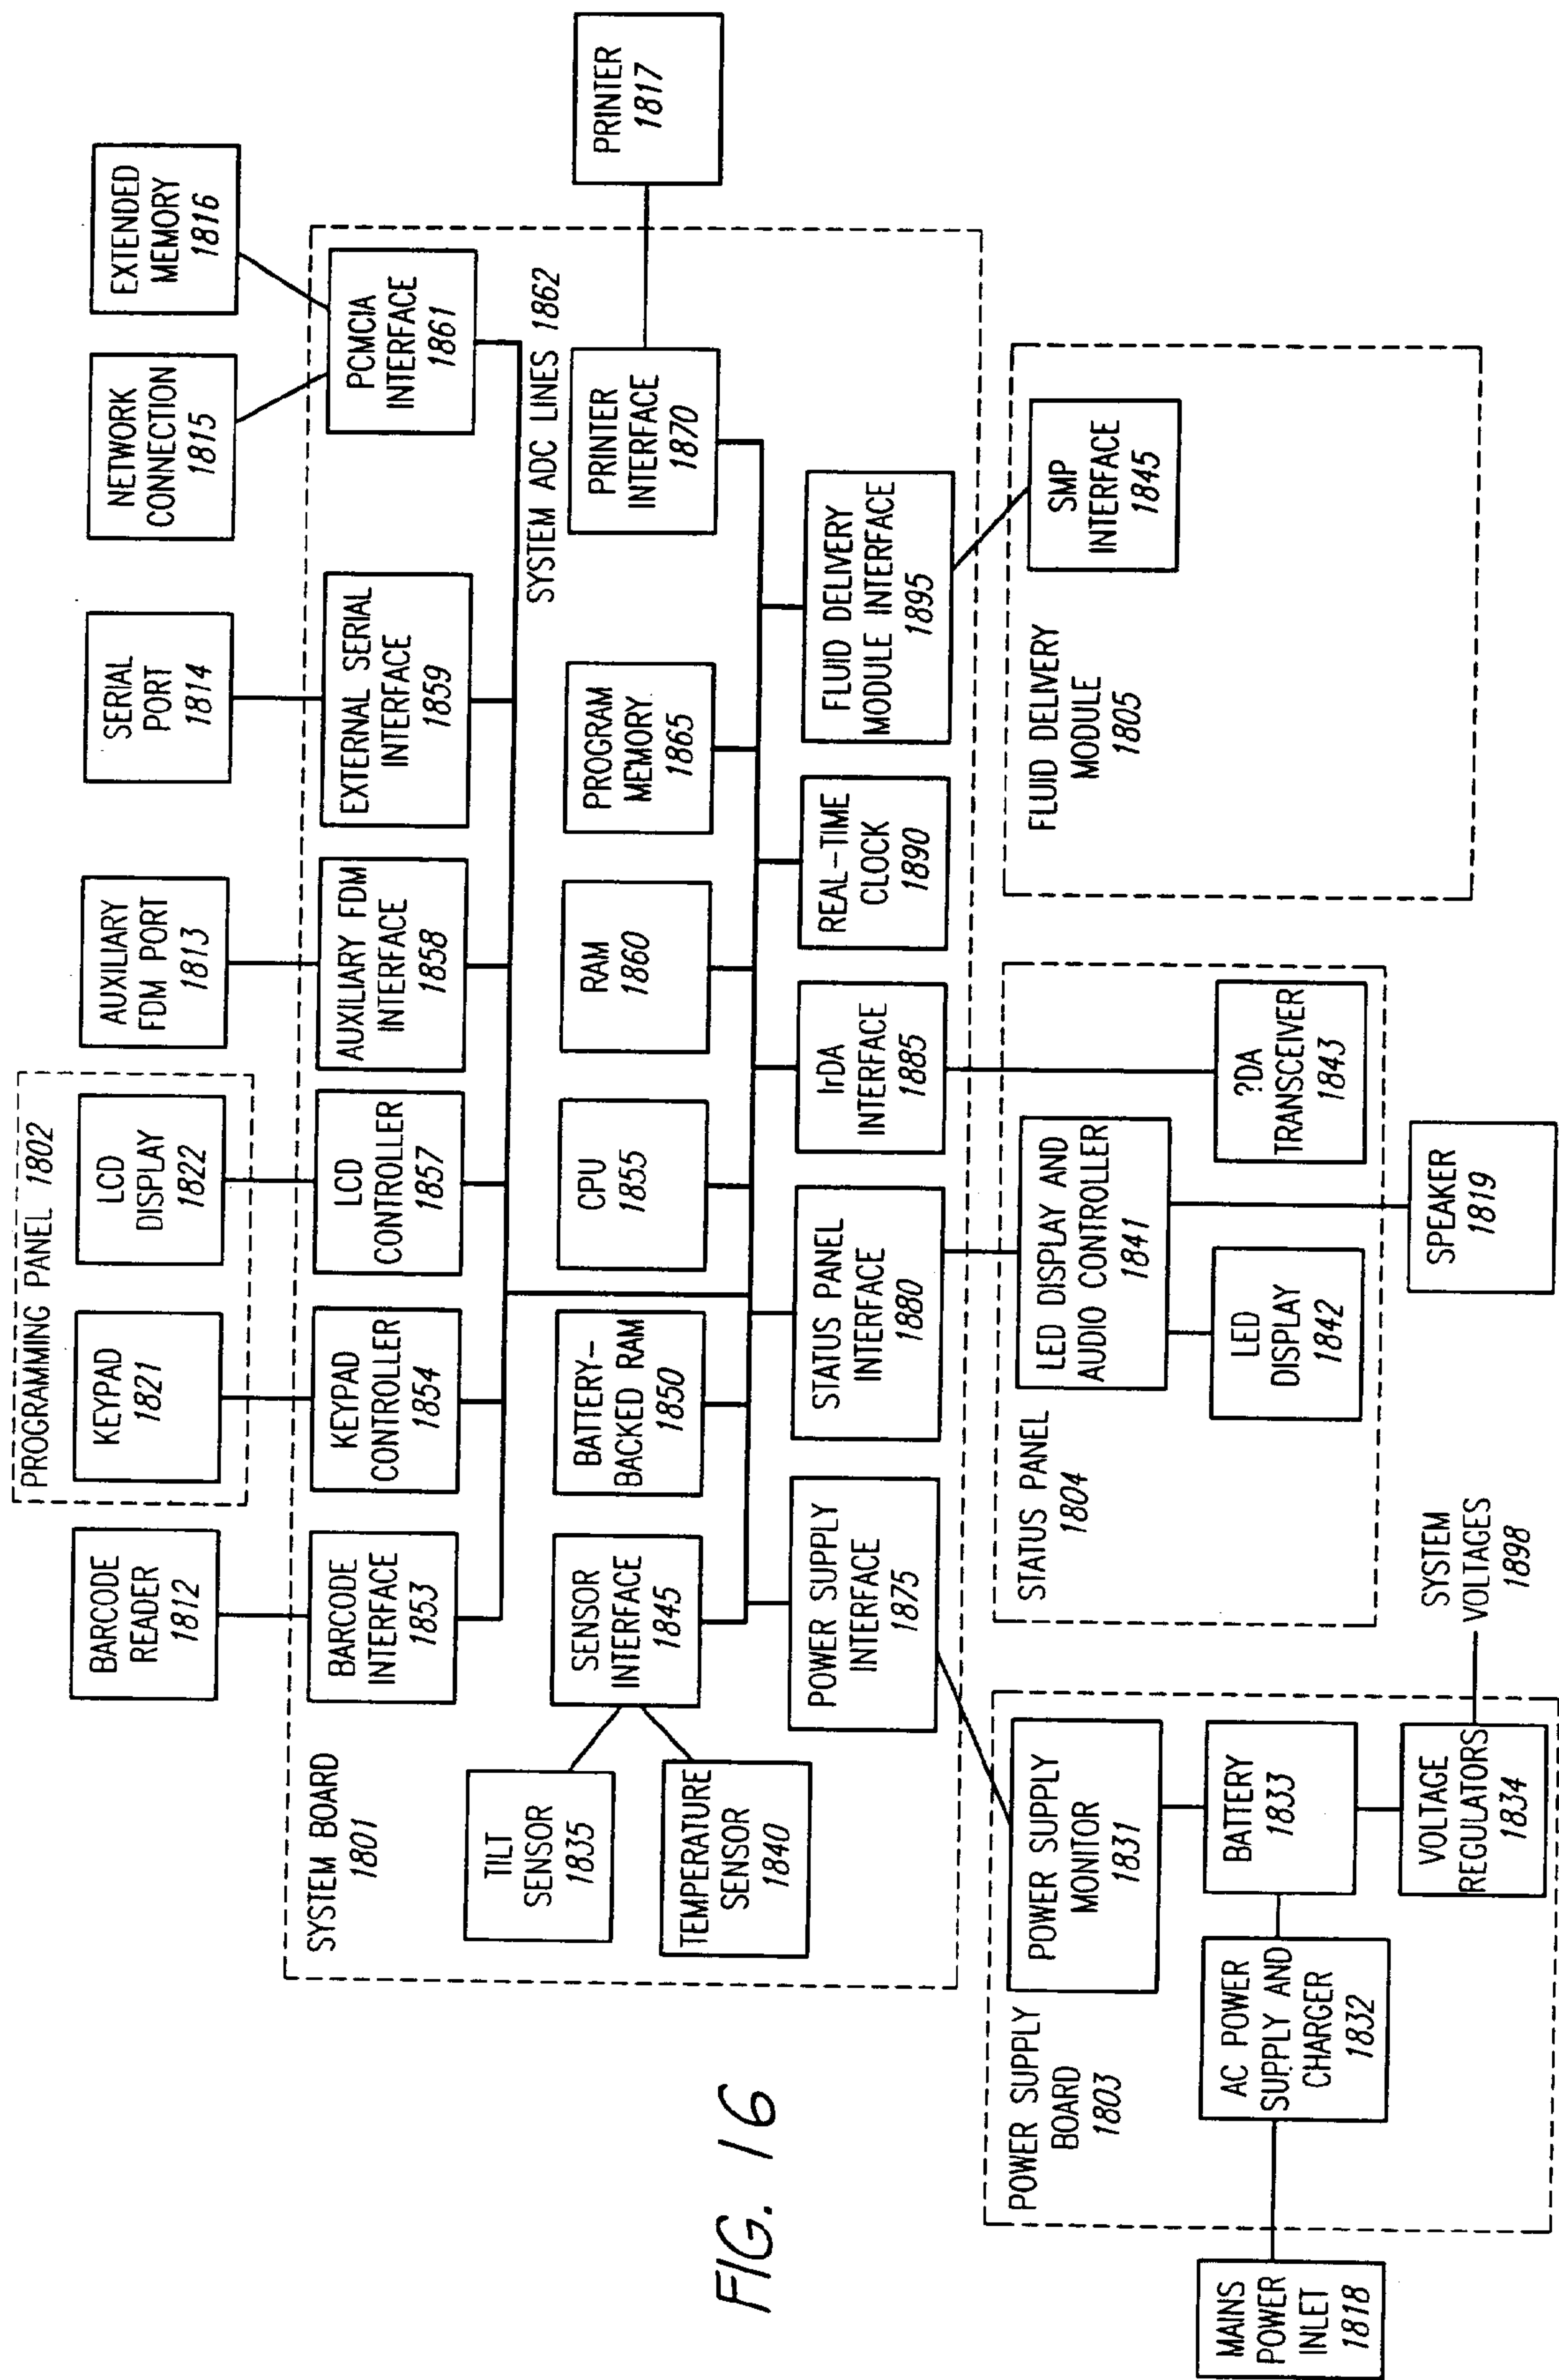 PROGRAMMING PANEL 1802
BARCODE
READER
1812
KEYPAD
1821
LCD
DISPLAY
1822
AUXILIARY
FDM PORT
1813
SERIAL
PORT
1814
NETWORK
CONNECTION
1815
EXTENDED
MEMORY
1816
SYSTEM BOARD
1801
BARCODE
INTERFACE
1853
KEYPAD
CONTROLLER
1854
LCD
CONTROLLER
1857
AUXILIARY FDM
INTERFACE
1858
EXTERNAL SERIAL
INTERFACE
1859
PCMCIA
INTERFACE
1861
SYSTEM ADC LINES 1862
TILT
SENSOR
1835
TEMPERATURE
SENSOR
1840
SENSOR
INTERFACE
1845
BATTERY-
BACKED RAM
1850
CPU
1855
RAM
1860
PROGRAM
MEMORY
1865
PRINTER
INTERFACE
1870
PRINTER
1817
POWER SUPPLY
INTERFACE
1875
STATUS PANEL
INTERFACE
1880
IrDA
INTERFACE
1885
REAL-TIME
CLOCK
1890
FLUID DELIVERY
MODULE INTERFACE
1895
POWER SUPPLY
BOARD
1803
POWER SUPPLY
MONITOR
1831
MAINS
POWER
INLET
1818
AC POWER
SUPPLY AND
CHARGER
1832
BATTERY
1833
VOLTAGE
REGULATORS
1834
SYSTEM
VOLTAGES
1898
STATUS PANEL
1804
LED DISPLAY AND
AUDIO CONTROLLER
1841
LED
DISPLAY
1842
?DA
TRANSCEIVER
1843
SPEAKER
1819
FLUID DELIVERY
MODULE
1805
SMP
INTERFACE
1845
FIG. 16